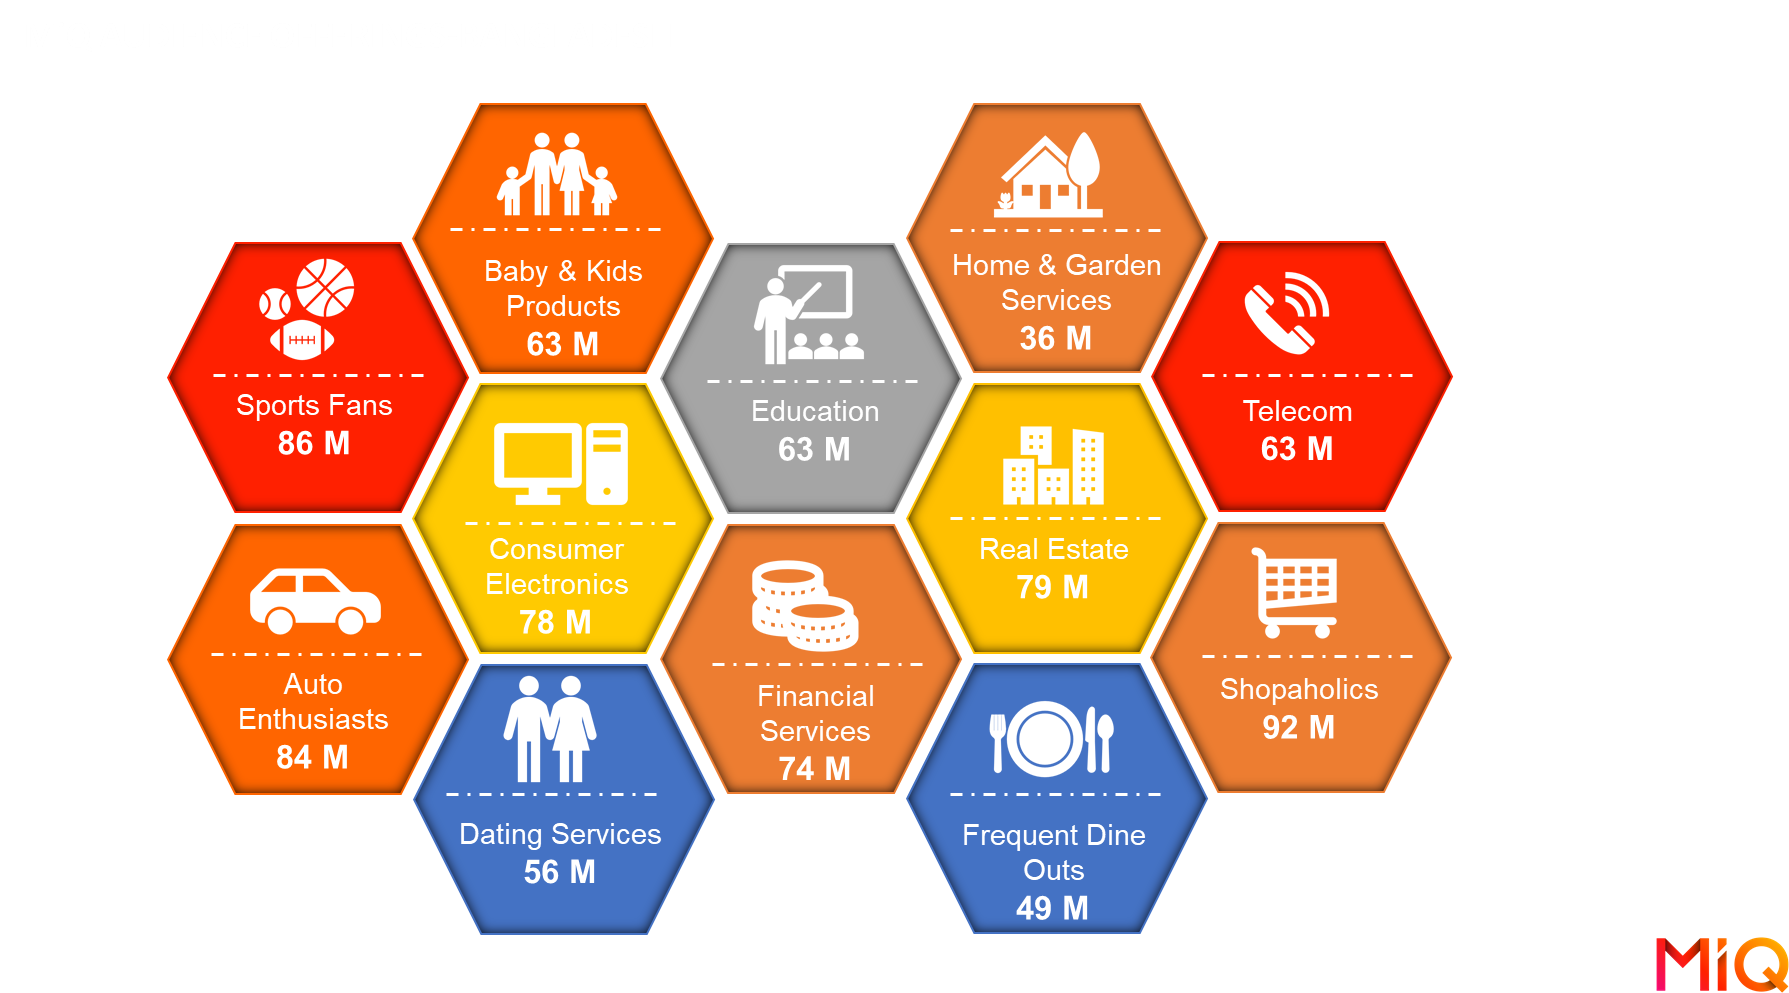 Baby & Kids
Products
63 M
Home & Garden
Services
36 M
Sports Fans
86 M
Education
63 M
Telecom
63 M
Consumer
Electronics
78 M
Real Estate
79 M
Auto
Enthusiasts
84 M
Financial
Services
74 M
Shopaholics
92 M
Dating Services
56 M
Frequent Dine
Outs
49 M
MiQ